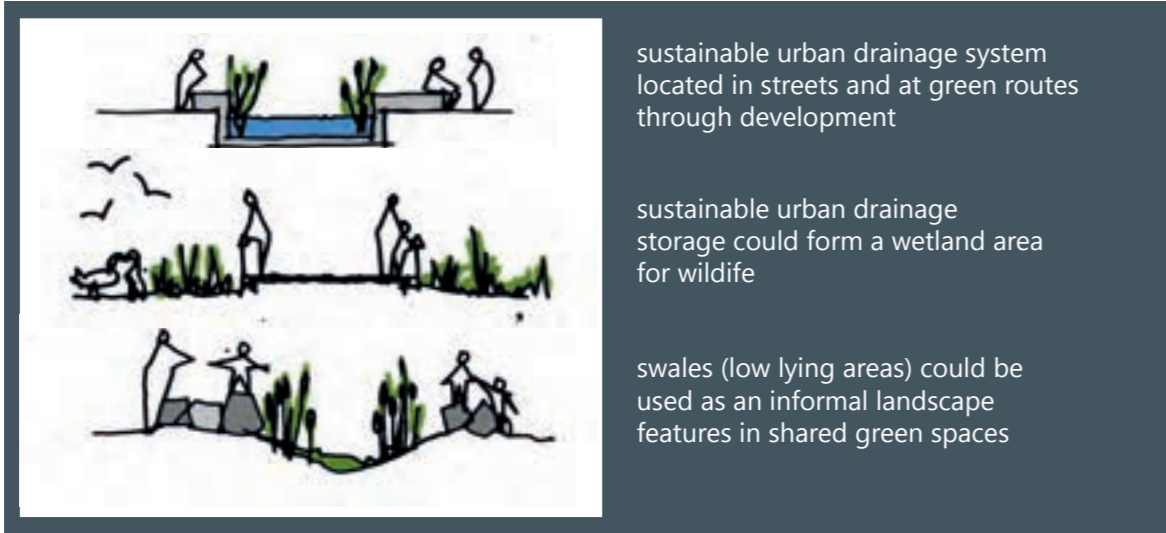 sustainable urban drainage system
located in streets and at green routes
through development
sustainable urban drainage
storage could form a wetland area
for wildife
swales (low lying areas) could be
used as an informal landscape
features in shared green spaces